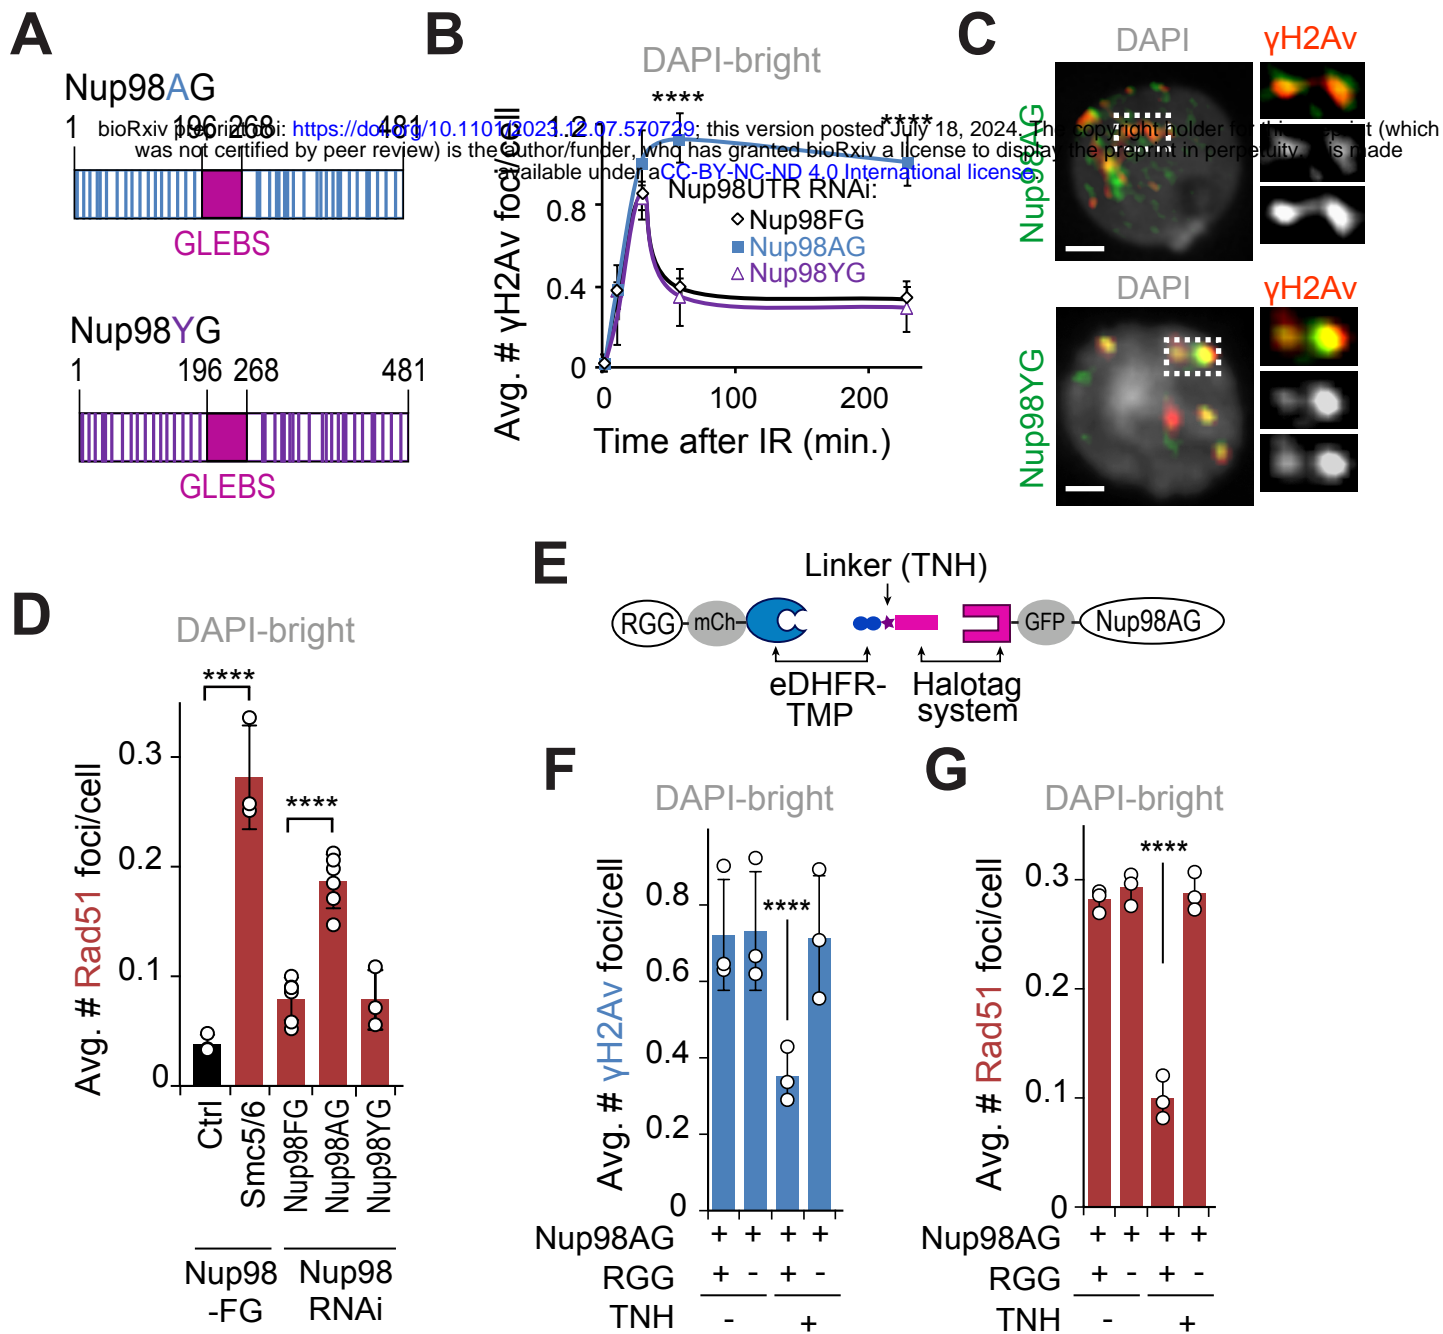 A
Nup98AG
1 196 268 481
GLEBS
Nup98YG
1 196 268 481
GLEBS
bioRxiv preprint doi: https://doi.org/10.1101/2023.12.07.570729; this version posted July 18, 2024. The copyright holder for this preprint (which
was not certified by peer review) is the author/funder, who has granted bioRxiv a license to display the preprint in perpetuity. It is made
available under aCC-BY-NC-ND 4.0 International license.
B
DAPI-bright
**** ****
Avg. # γH2Av foci/cell
1.2
0.8
0.4
0
0 100 200
Time after IR (min.)
Nup98UTR RNAi:
Nup98FG
Nup98AG
Nup98YG
C
DAPI γH2Av
Nup98AG
DAPI γH2Av
Nup98YG
D
DAPI-bright
****
****
Avg. # Rad51 foci/cell
0.3
0.2
0.1
0
Ctrl
Smc5/6
Nup98FG
Nup98AG
Nup98YG
Nup98
-FG
Nup98
RNAi
E
Linker (TNH)
RGG mCh GFP Nup98AG
eDHFR-
TMP
Halotag
system
F
DAPI-bright
****
Avg. # γH2Av foci/cell
0.8
0.6
0.4
0.2
0
Nup98AG + + + +
RGG + - + -
TNH - +
G
DAPI-bright
****
Avg. # Rad51 foci/cell
0.3
0.2
0.1
0
Nup98AG + + + +
RGG + - + -
TNH - +